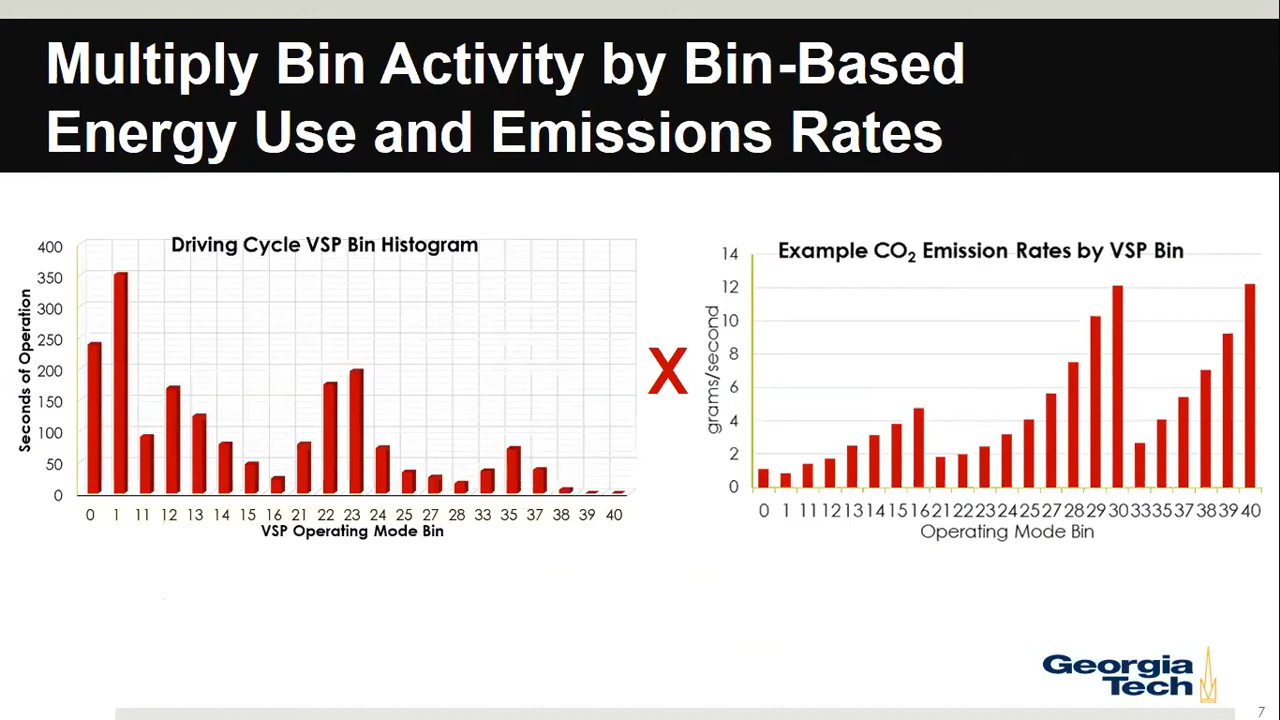 Multiply Bin Activity by Bin-Based
Energy Use and Emissions Rates
Driving Cycle VSP Bin Histogram
Seconds of Operation
400
350
300
250
200
150
100
50
0
0 1 11 12 13 14 15 16 21 22 23 24 25 27 28 33 35 37 38 39 40
VSP Operating Mode Bin
X
Example CO₂ Emission Rates by VSP Bin
grams/second
14
12
10
8
6
4
2
0
0 1 11 12 13 14 15 16 21 22 23 24 25 27 28 29 30 33 35 37 38 39 40
Operating Mode Bin
Georgia
Tech
7